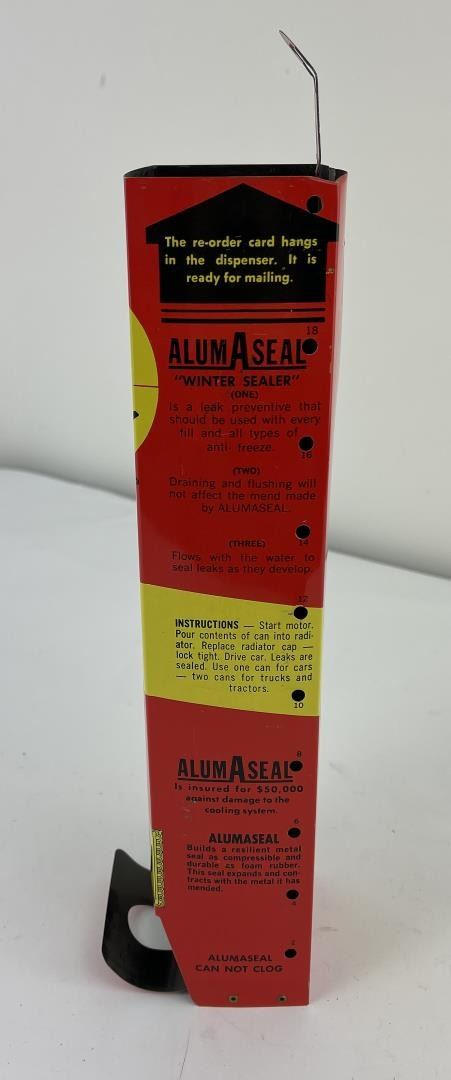 The re-order card hangs
in the dispenser. It is
ready for mailing.
18
ALUMASEAL
"WINTER SEALER"
(ONE)
Is a leak preventive that
should be used with every
fill and all types of
anti-freeze.
16
(TWO)
Draining and flushing will
not affect the mend made
by ALUMASEAL.
14
(THREE)
Flows with the water to
seal leaks as they develop.
12
INSTRUCTIONS — Start motor.
Pour contents of can into radi-
ator. Replace radiator cap —
lock tight. Drive car. Leaks are
sealed. Use one can for cars
— two cans for trucks and
tractors.
10
8
ALUMASEAL
Is insured for $50,000
against damage to the
cooling system.
6
ALUMASEAL
Builds a resilient metal
seal as compressible and
durable as foam rubber.
This seal expands and con-
tracts with the metal it has
mended.
4
2
ALUMASEAL
CAN NOT CLOG